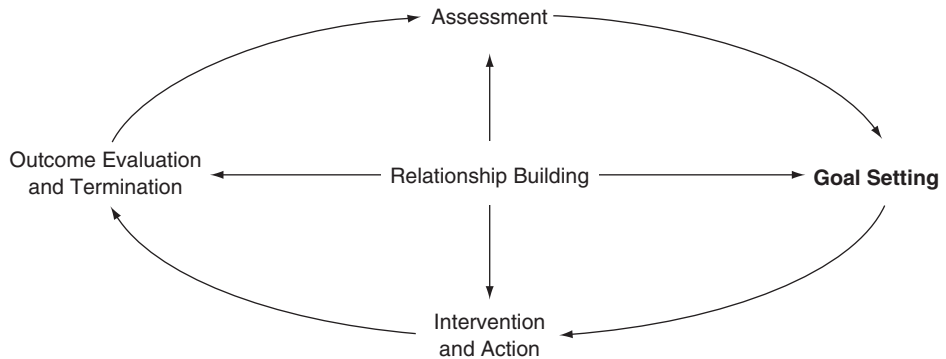 Assessment
Outcome Evaluation
and Termination
Relationship Building
Goal Setting
Intervention
and Action